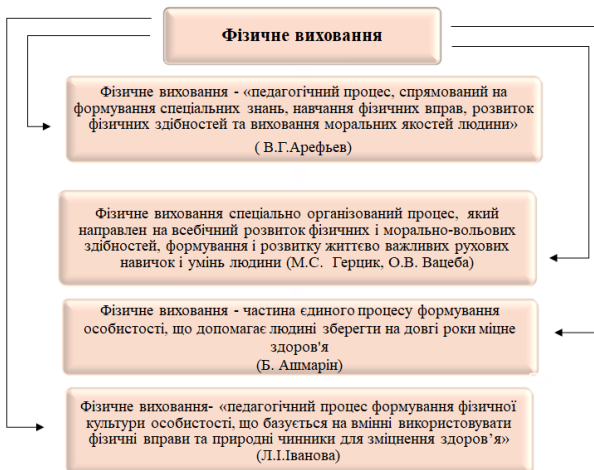 Фізичне виховання
Фізичне виховання - «педагогічний процес, спрямований на
формування спеціальних знань, навчання фізичних вправ, розвиток
фізичних здібностей та виховання моральних якостей людини»
( В.Г.Арефьев)
Фізичне виховання спеціально організований процес, який
направлен на всебічний розвиток фізичних і морально-вольових
здібностей, формування і розвитку життєво важливих рухових
навичок і умінь людини (М.С. Герцик, О.В. Вацеба)
Фізичне виховання - частина єдиного процесу формування
особистості, що допомагає людині зберегти на довгі роки міцне
здоров'я
(Б. Ашмарін)
Фізичне виховання- «педагогічний процес формування фізичної
культури особистості, що базується на вмінні використовувати
фізичні вправи та природні чинники для зміцнення здоров’я»
(Л.І.Іванова)